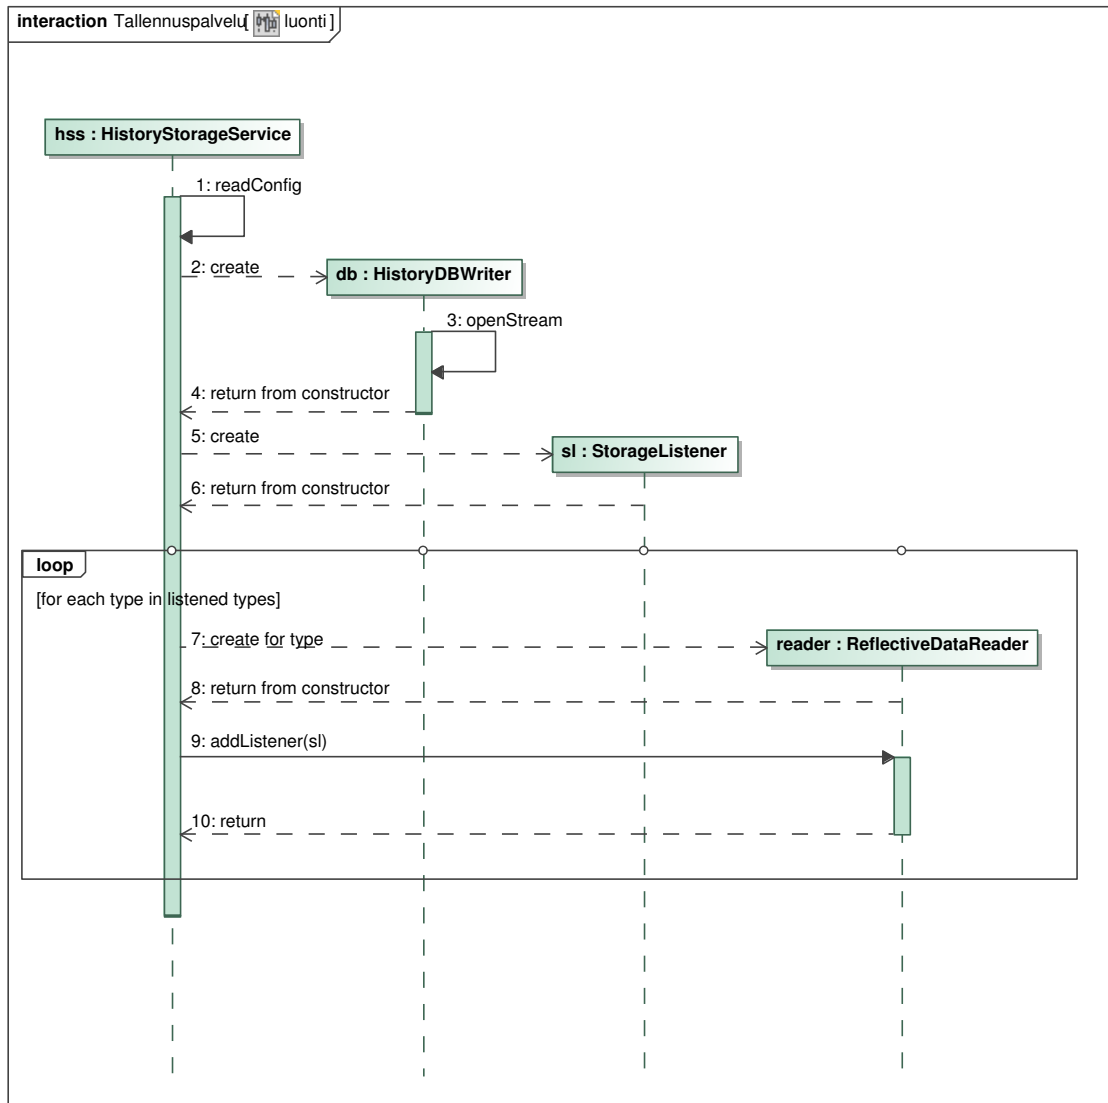 interaction Tallennuspalvelu[ luonti ]
hss : HistoryStorageService
1: readConfig
2: create
db : HistoryDBWriter
3: openStream
4: return from constructor
5: create
sl : StorageListener
6: return from constructor
loop
[for each type in listened types]
7: create for type
reader : ReflectiveDataReader
8: return from constructor
9: addListener(sl)
10: return